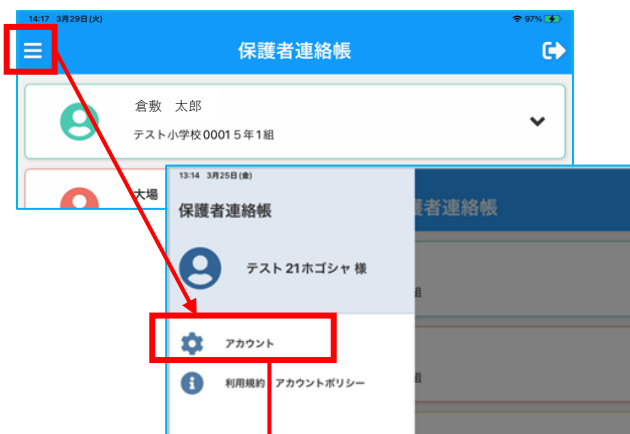 14:17 3月29日(火) 97%
保護者連絡帳
倉敷 太郎
テスト小学校0001 5年1組
大場
13:14 3月25日(金)
保護者連絡帳
護者連絡帳
テスト21ホゴシャ 様
組
アカウント
利用規約 アカウントポリシー
組